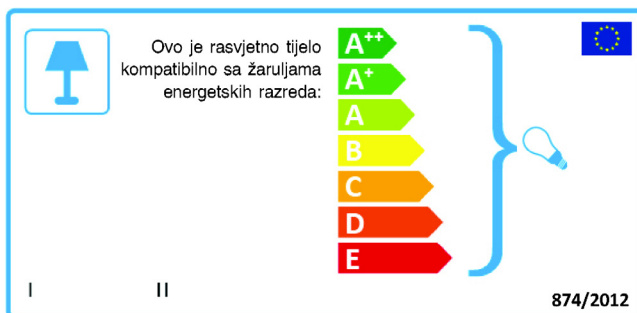 Ovo je rasvjetno tijelo
kompatibilno sa žaruljama
energetskih razreda:
A++
A+
A
B
C
D
E
I II
874/2012